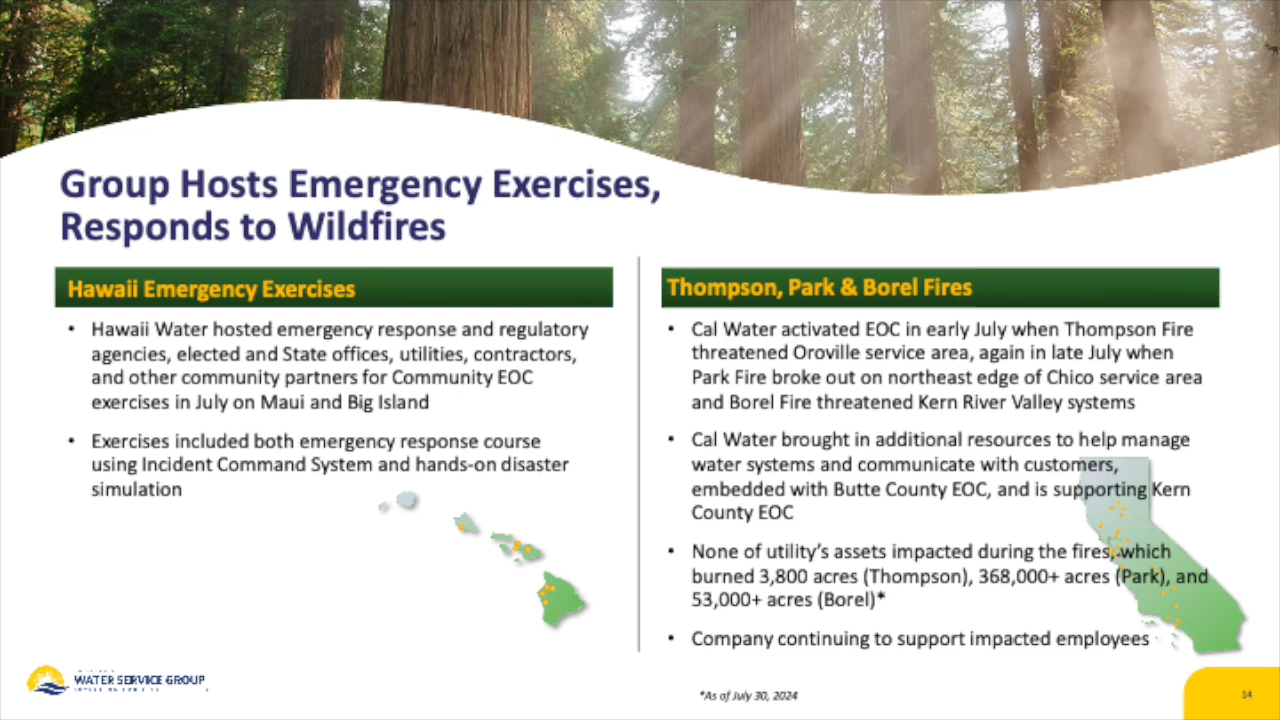 Group Hosts Emergency Exercises,
Responds to Wildfires
Hawaii Emergency Exercises
• Hawaii Water hosted emergency response and regulatory
agencies, elected and State offices, utilities, contractors,
and other community partners for Community EOC
exercises in July on Maui and Big Island
• Exercises included both emergency response course
using Incident Command System and hands-on disaster
simulation
Thompson, Park & Borel Fires
• Cal Water activated EOC in early July when Thompson Fire
threatened Oroville service area, again in late July when
Park Fire broke out on northeast edge of Chico service area
and Borel Fire threatened Kern River Valley systems
• Cal Water brought in additional resources to help manage
water systems and communicate with customers,
embedded with Butte County EOC, and is supporting Kern
County EOC
• None of utility’s assets impacted during the fires, which
burned 3,800 acres (Thompson), 368,000+ acres (Park), and
53,000+ acres (Borel)*
• Company continuing to support impacted employees
WATER SERVICE GROUP
*As of July 30, 2024
14